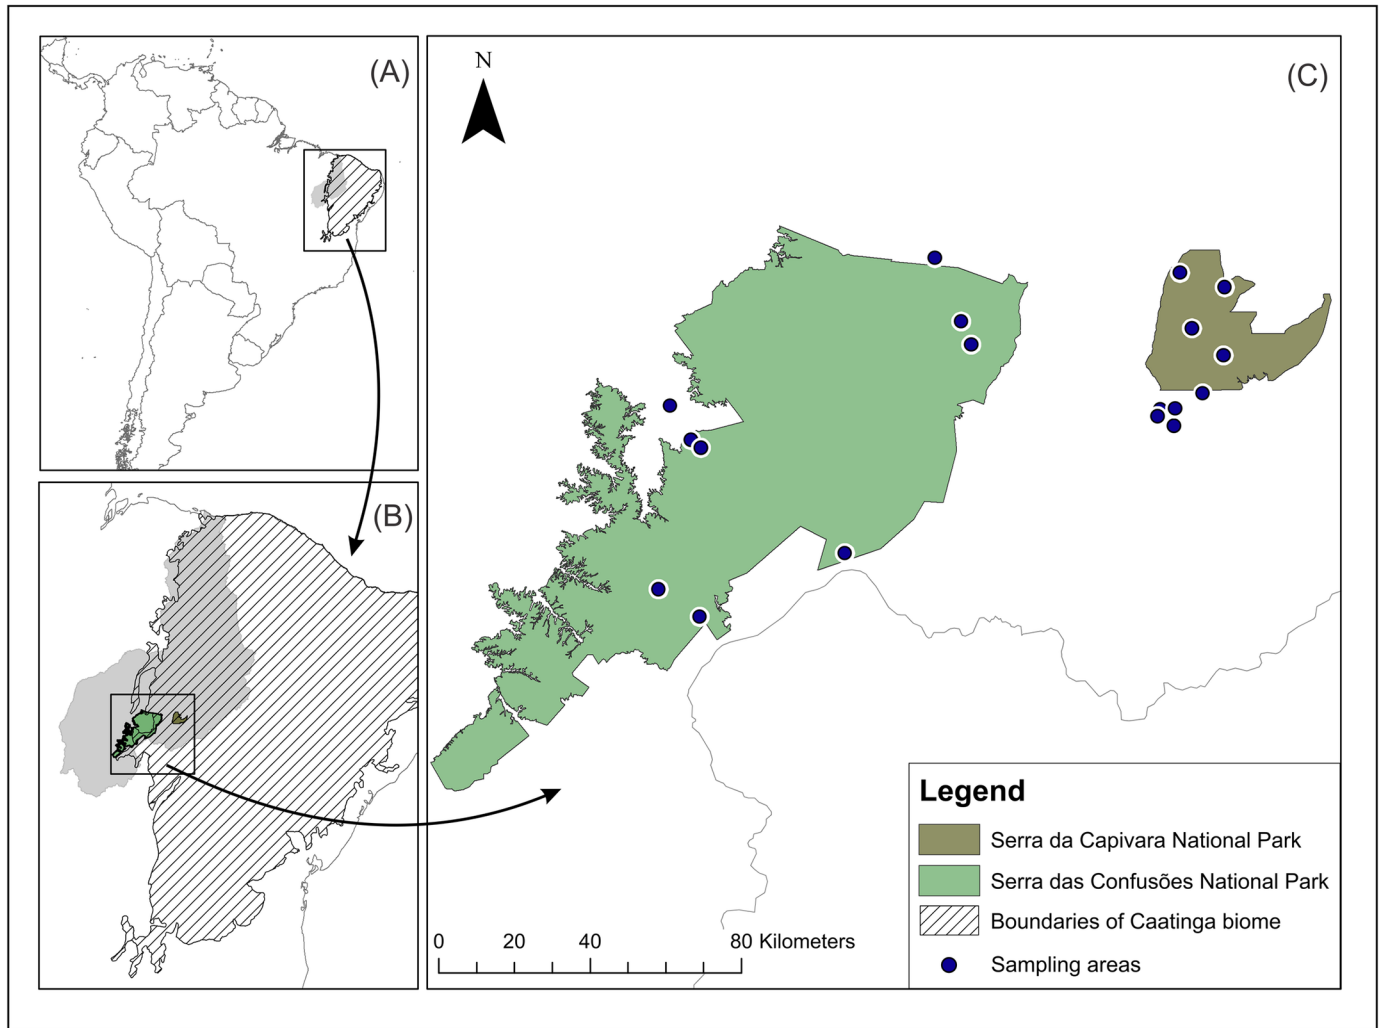 (A)
N
(C)
(B)
Legend
Serra da Capivara National Park
Serra das Confusões National Park
Boundaries of Caatinga biome
Sampling areas
0 20 40 80 Kilometers